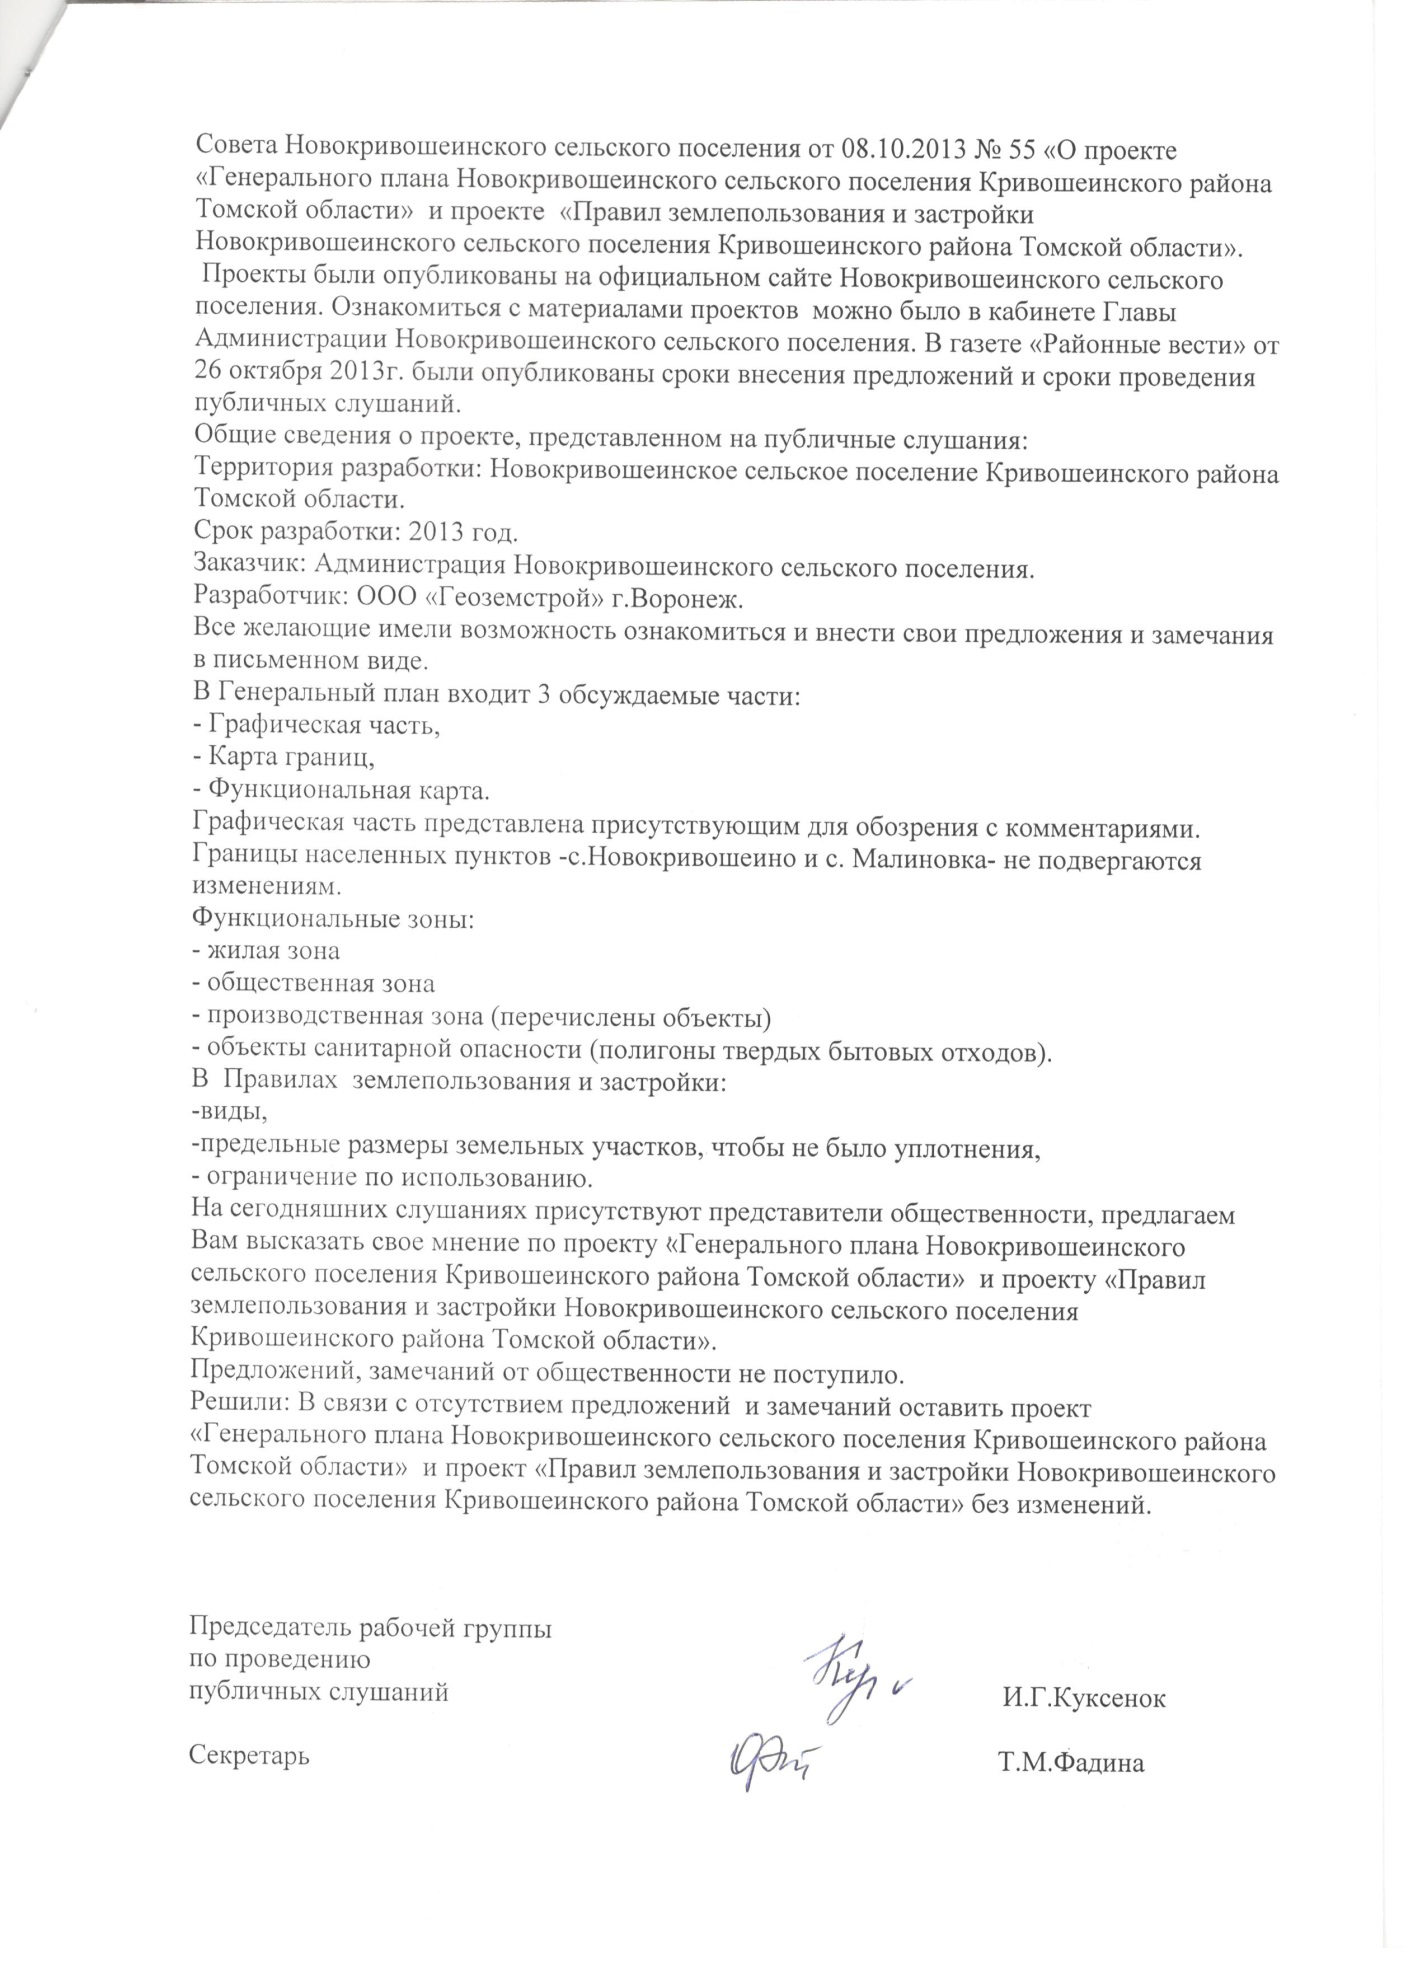 Совета Новокривошеинского сельского поселения от 08.10.2013 № 55 «О проекте
«Генерального плана Новокривошеинского сельского поселения Кривошеинского района
Томской области»  и проекте  «Правил землепользования и застройки
Новокривошеинского сельского поселения Кривошеинского района Томской области».
Проекты были опубликованы на официальном сайте Новокривошеинского сельского
поселения. Ознакомиться с материалами проектов  можно было в кабинете Главы
Администрации Новокривошеинского сельского поселения. В газете «Районные вести» от
26 октября 2013г. были опубликованы сроки внесения предложений и сроки проведения
публичных слушаний.
Общие сведения о проекте, представленном на публичные слушания:
Территория разработки: Новокривошеинское сельское поселение Кривошеинского района
Томской области.
Срок разработки: 2013 год.
Заказчик: Администрация Новокривошеинского сельского поселения.
Разработчик: ООО «Геоземстрой» г.Воронеж.
Все желающие имели возможность ознакомиться и внести свои предложения и замечания
в письменном виде.
В Генеральный план входит 3 обсуждаемые части:
- Графическая часть,
- Карта границ,
- Функциональная карта.
Графическая часть представлена присутствующим для обозрения с комментариями.
Границы населенных пунктов -с.Новокривошеино и с. Малиновка- не подвергаются
изменениям.
Функциональные зоны:
- жилая зона
- общественная зона
- производственная зона (перечислены объекты)
- объекты санитарной опасности (полигоны твердых бытовых отходов).
В  Правилах  землепользования и застройки:
-виды,
-предельные размеры земельных участков, чтобы не было уплотнения,
- ограничение по использованию.
На сегодняшних слушаниях присутствуют представители общественности, предлагаем
Вам высказать свое мнение по проекту «Генерального плана Новокривошеинского
сельского поселения Кривошеинского района Томской области»  и проекту «Правил
землепользования и застройки Новокривошеинского сельского поселения
Кривошеинского района Томской области».
Предложений, замечаний от общественности не поступило.
Решили: В связи с отсутствием предложений  и замечаний оставить проект
«Генерального плана Новокривошеинского сельского поселения Кривошеинского района
Томской области»  и проект «Правил землепользования и застройки Новокривошеинского
сельского поселения Кривошеинского района Томской области» без изменений.
Председатель рабочей группы
по проведению
публичных слушаний И.Г.Куксенок
Секретарь Т.М.Фадина